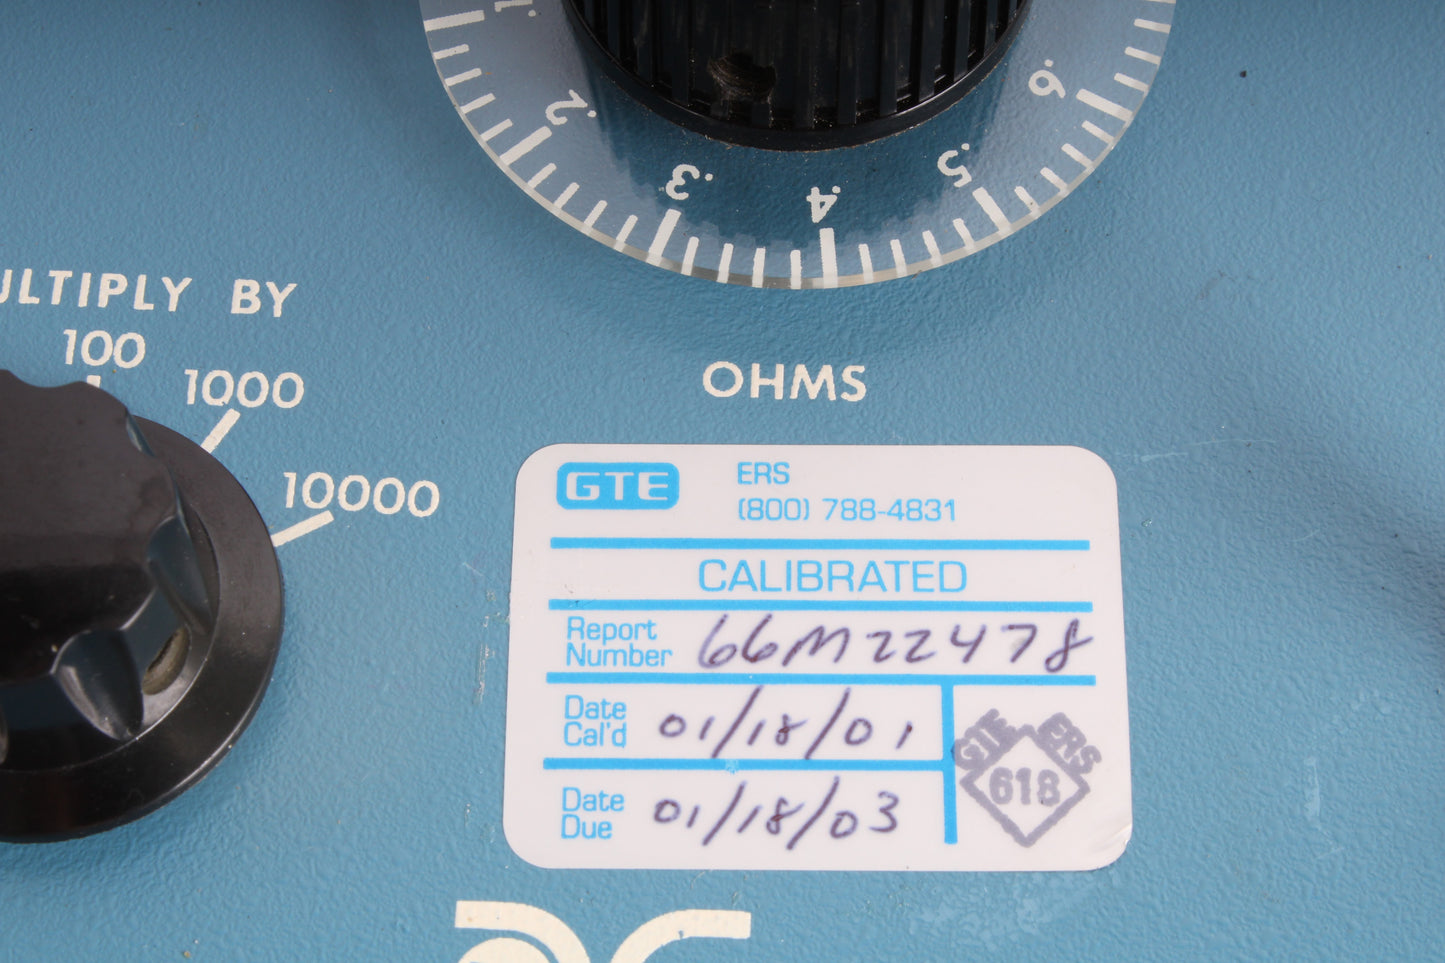 .2
.3
.4
.5
.6
BY
100
1000
10000
OHMS
GTE
ERS
(800) 788-4831
CALIBRATED
Report Number 66M22478
Date Cal'd 01/18/01
Date Due 01/18/03
GTE ERS
618